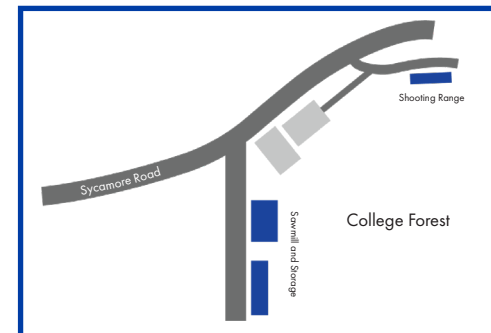 Shooting Range
Sycamore Road
College Forest
Sawmill and Storage